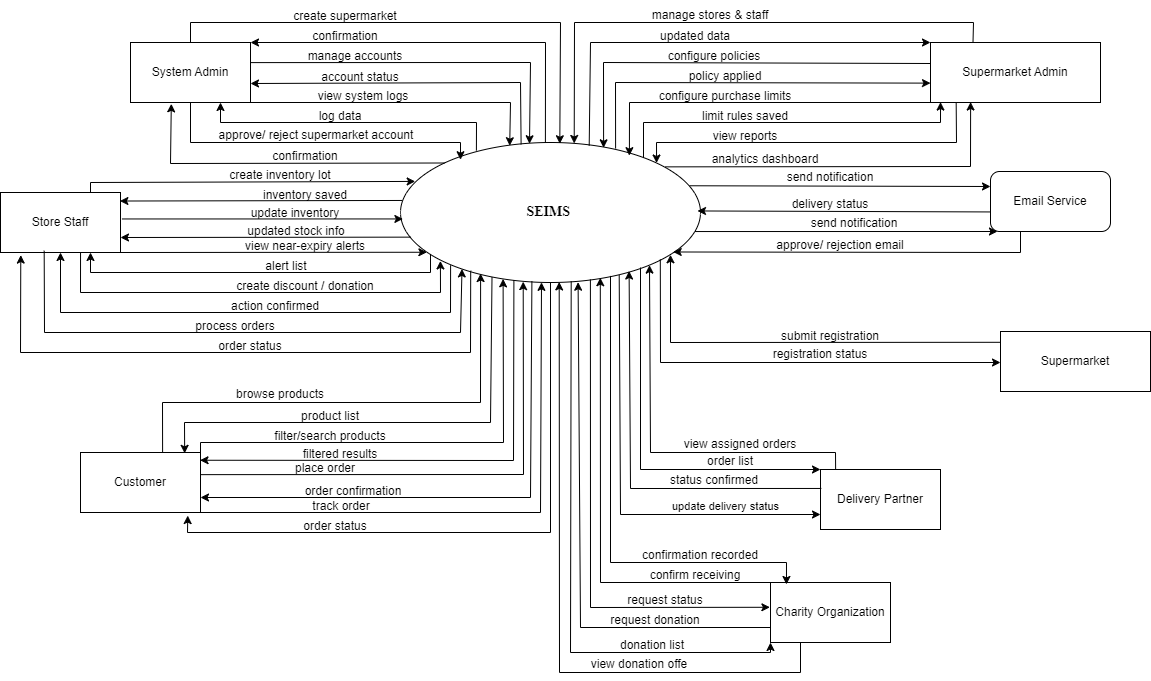 create supermarket
confirmation
manage accounts
System Admin
account status
view system logs
log data
approve/ reject supermarket account
confirmation
manage stores & staff
updated data
configure policies
Supermarket Admin
policy applied
configure purchase limits
limit rules saved
view reports
analytics dashboard
create inventory lot
inventory saved
Store Staff
update inventory
updated stock info
view near-expiry alerts
alert list
create discount / donation
action confirmed
process orders
order status
SEIMS
send notification
delivery status
Email Service
send notification
approve/ rejection email
submit registration
registration status
Supermarket
browse products
product list
filter/search products
filtered results
place order
Customer
order confirmation
track order
order status
view assigned orders
order list
status confirmed
Delivery Partner
update delivery status
confirmation recorded
confirm receiving
request status
Charity Organization
request donation
donation list
view donation offe